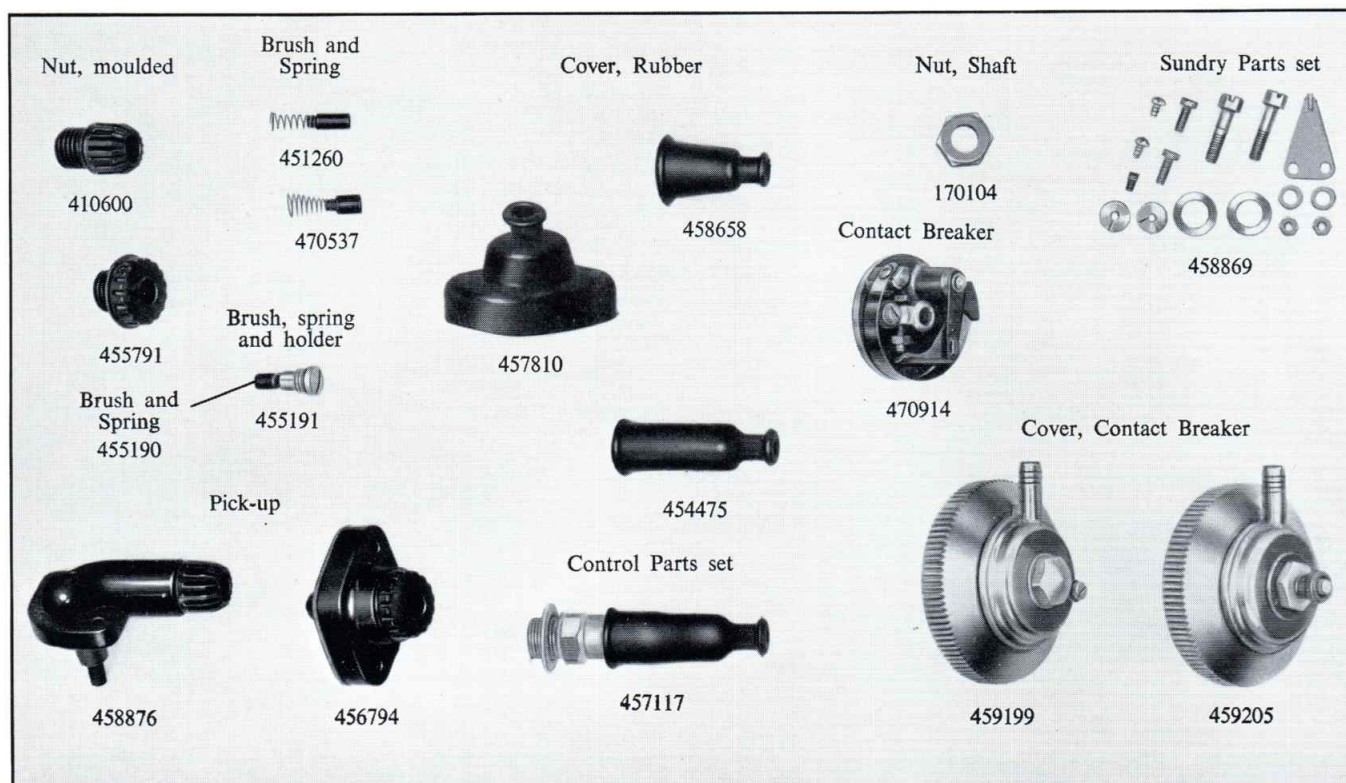 Nut, moulded
410600
455791
Brush and
Spring
451260
470537
Brush, spring
and holder
455191
Brush and
Spring
455190
Pick-up
458876
456794
Cover, Rubber
458658
457810
454475
Control Parts set
457117
Nut, Shaft
170104
Contact Breaker
470914
Sundry Parts set
458869
Cover, Contact Breaker
459199
459205